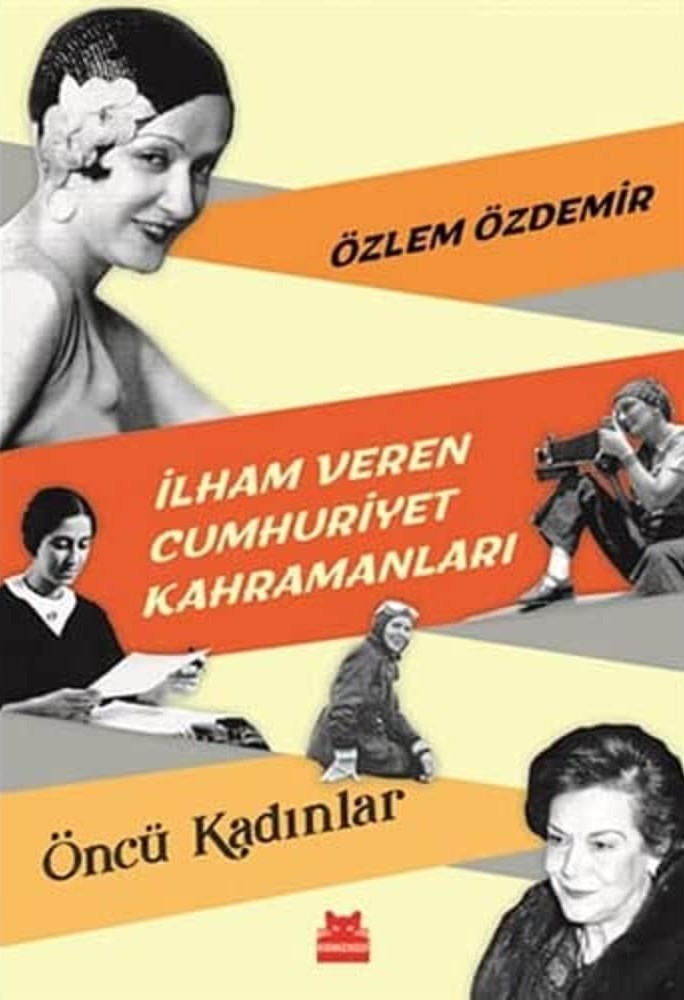 ÖZLEM ÖZDEMİR
İLHAM VEREN
CUMHURİYET
KAHRAMANLARI
Öncü Kadınlar